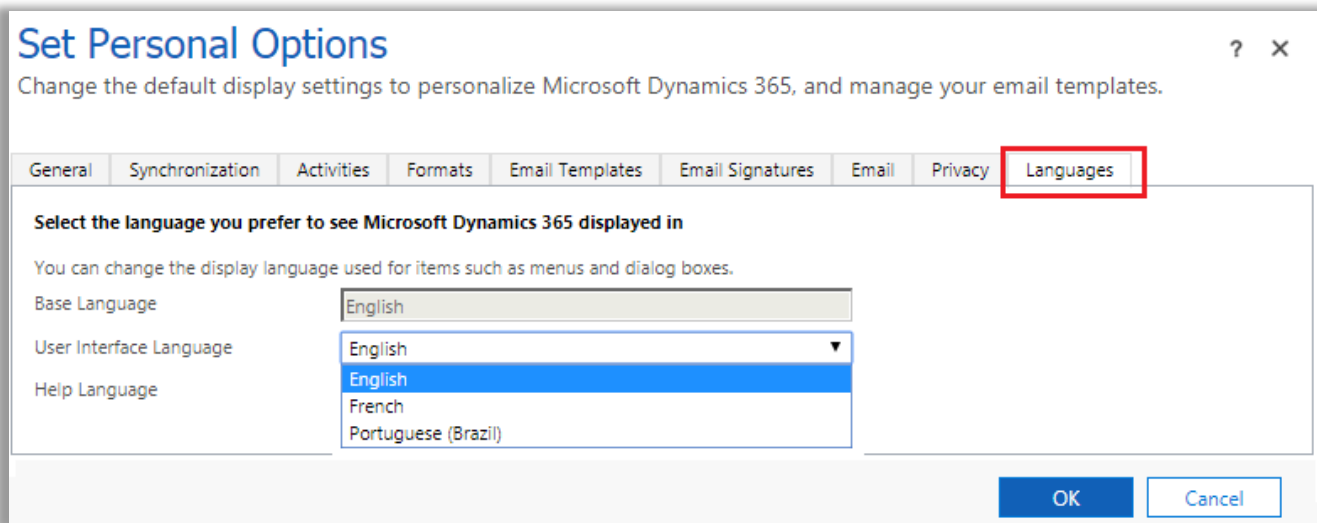 Set Personal Options
? ×
Change the default display settings to personalize Microsoft Dynamics 365, and manage your email templates.
General Synchronization Activities Formats Email Templates Email Signatures Email Privacy Languages
Select the language you prefer to see Microsoft Dynamics 365 displayed in
You can change the display language used for items such as menus and dialog boxes.
Base Language English
User Interface Language English
English
Help Language
French
Portuguese (Brazil)
OK Cancel